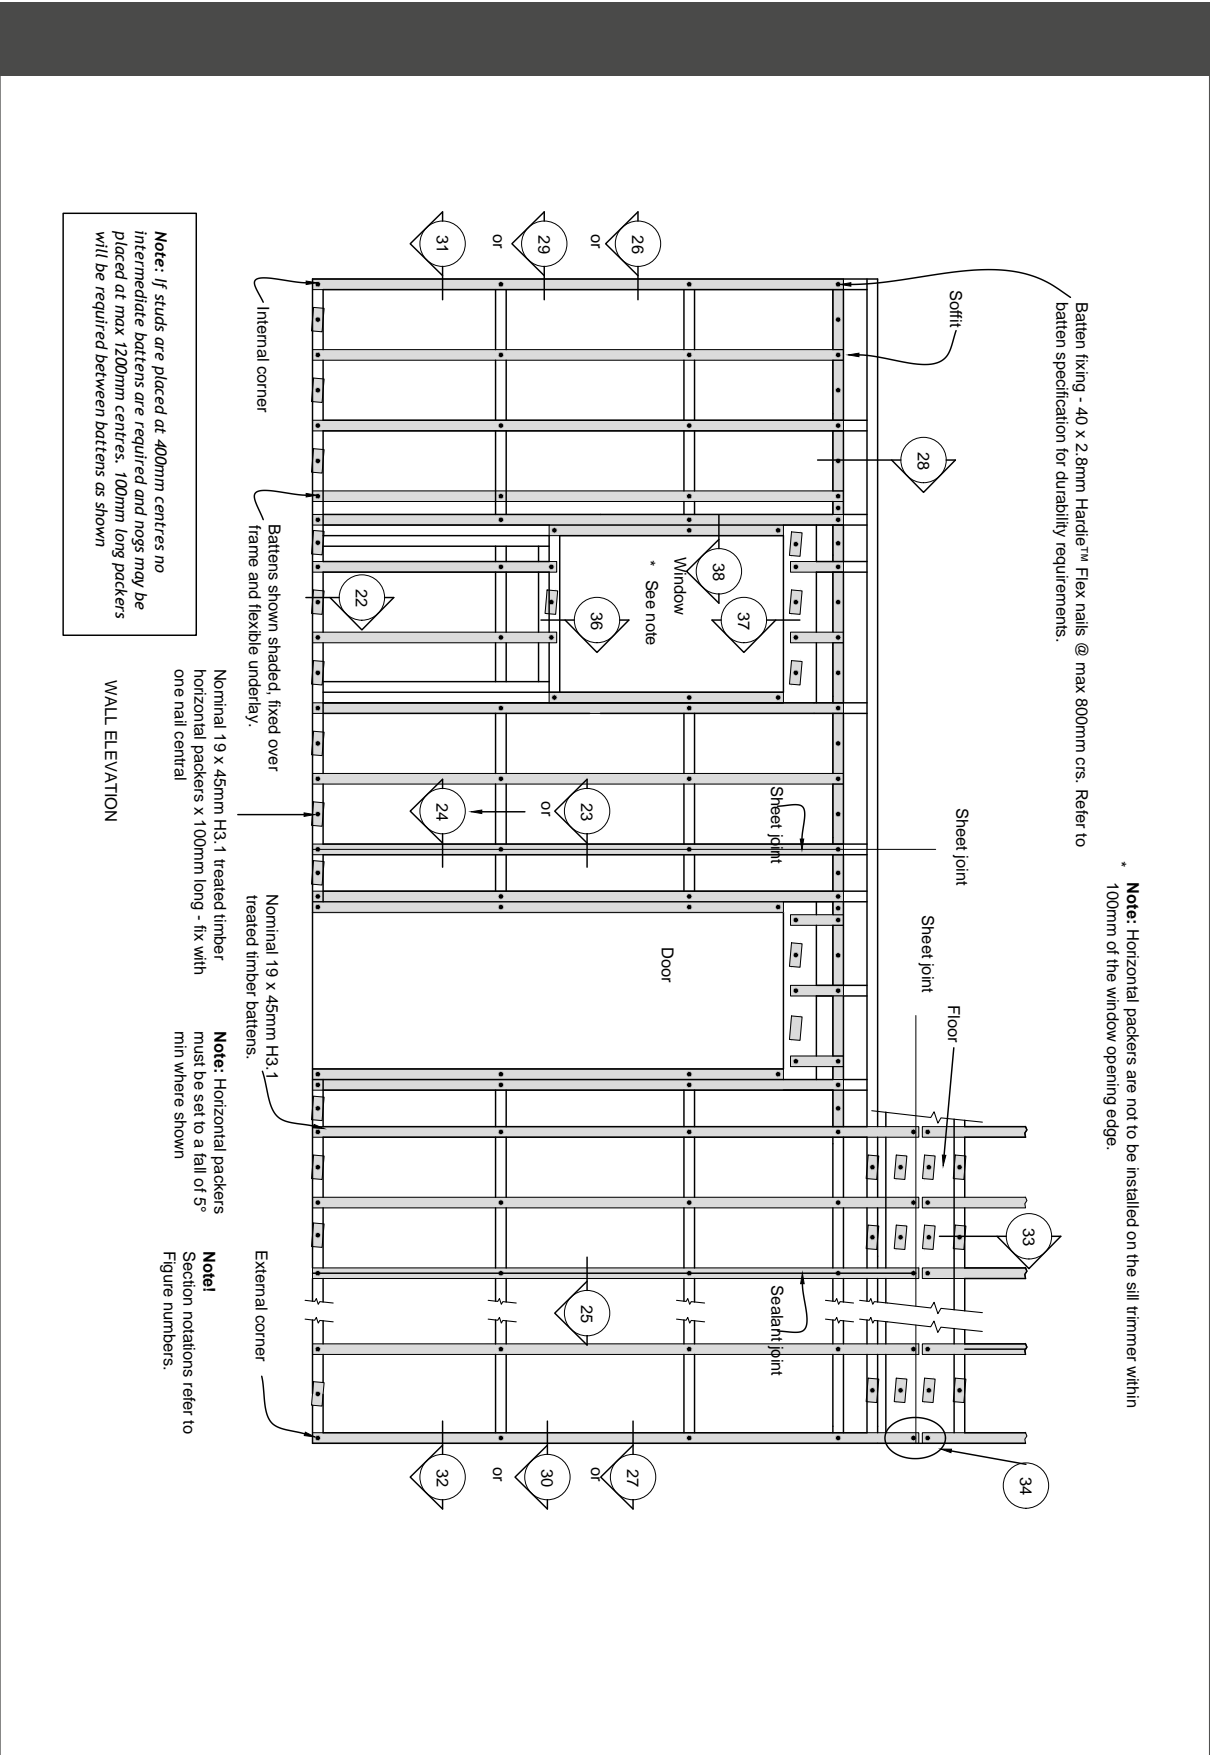 * Note: Horizontal packers are not to be installed on the sill trimmer within
100mm of the window opening edge.
Batten fixing - 40 x 2.8mm Hardie™ Flex nails @ max 800mm crs. Refer to
batten specification for durability requirements.
Soffit
Sheet joint
Sheet joint
Floor
28
33
34
Sheet joint
Sealant joint
37
38
Window
* See note
36
Door
26
or
29
or
31
23
or
24
25
27
or
30
or
32
22
Internal corner
Battens shown shaded, fixed over
frame and flexible underlay.
Nominal 19 x 45mm H3.1
treated timber battens.
External corner
Nominal 19 x 45mm H3.1 treated timber
horizontal packers x 100mm long - fix with
one nail central
Note: Horizontal packers
must be set to a fall of 5°
min where shown
Note!
Section notations refer to
Figure numbers.
Note: If studs are placed at 400mm centres no
intermediate battens are required and nogs may be
placed at max 1200mm centres. 100mm long packers
will be required between battens as shown
WALL ELEVATION